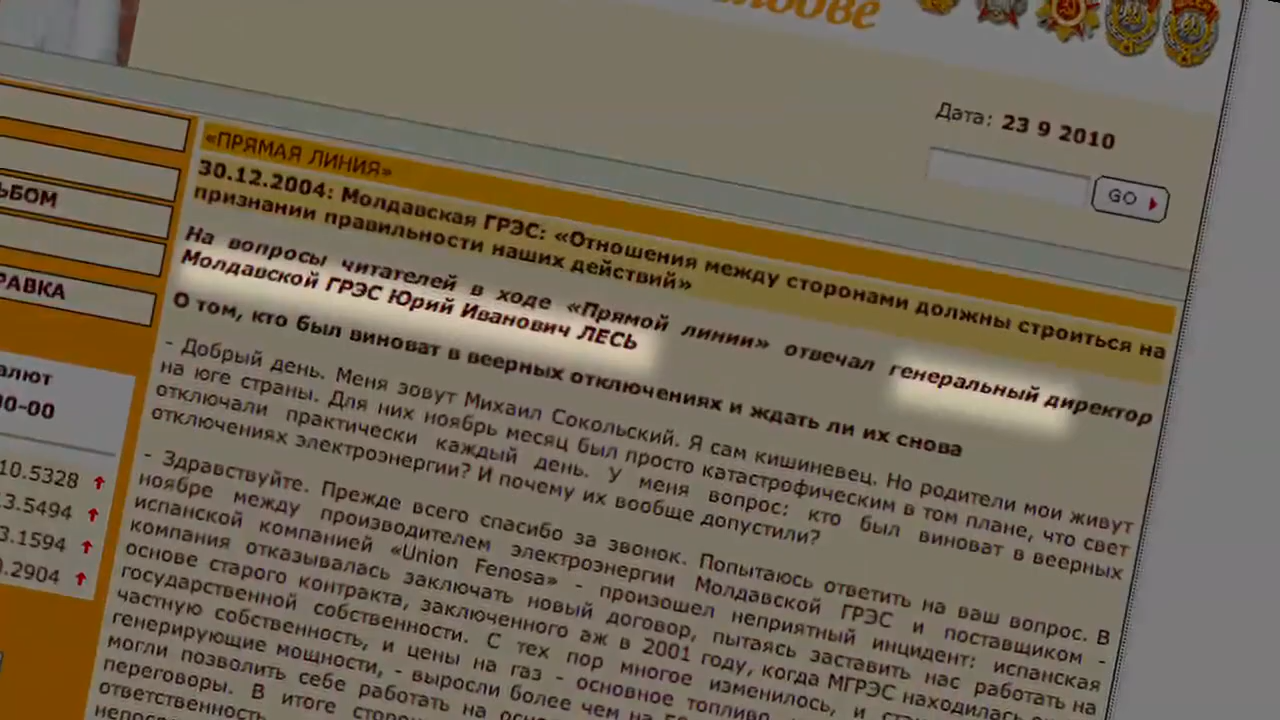 Дата: 23 9 2010
GO
«ПРЯМАЯ ЛИНИЯ»
30.12.2004: Молдавская ГРЭС: «Отношения между сторонами должны строиться на
признании правильности наших действий»
На вопросы читателей в ходе «Прямой линии» отвечал генеральный директор
Молдавской ГРЭС Юрий Иванович ЛЕСЬ
О том, кто был виноват в веерных отключениях и ждать ли их снова
- Добрый день. Меня зовут Михаил Сокольский. Я сам кишиневец. Но родители мои живут
на юге страны. Для них ноябрь месяц был просто катастрофическим в том плане, что свет
отключали практически каждый день. У меня вопрос: кто был виноват в веерных
отключениях электроэнергии? И почему их вообще допустили?
- Здравствуйте. Прежде всего спасибо за звонок. Попытаюсь ответить на ваш вопрос. В
ноябре между производителем электроэнергии Молдавской ГРЭС и поставщиком -
испанской компанией «Union Fenosa» - произошел неприятный инцидент: испанская
компания отказывалась заключать новый договор, пытаясь заставить нас работать на
основе старого контракта, заключенного аж в 2001 году, когда МГРЭС находилась
государственной собственности. С тех пор многое изменилось, и
частную собственность, и цены на газ - основное топливо
генерирующие мощности, - выросли более чем на
могли позволить себе работать на
переговоры. В итоге
ответственность
ЬБОМ
РАВКА
алют
00-00
10.5328
3.5494
3.1594
.2904